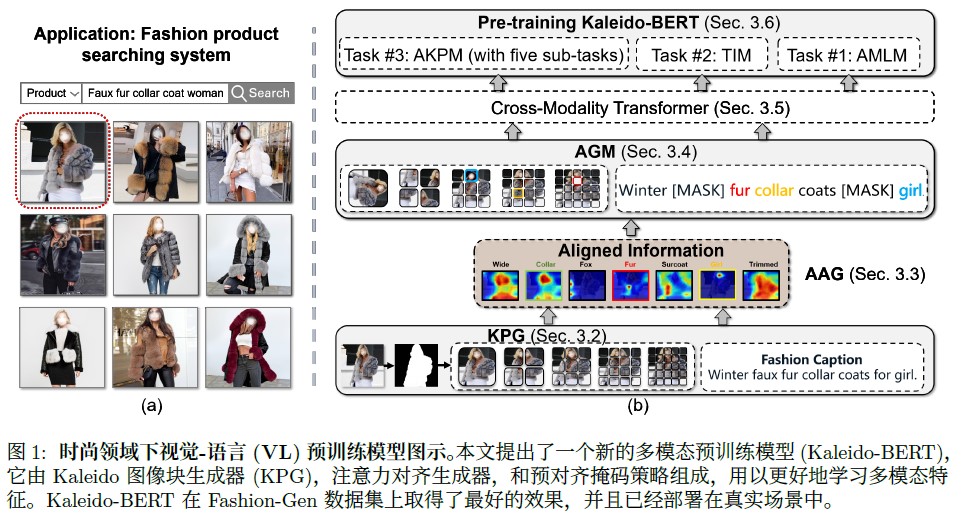 Application: Fashion product
searching system
Product
Faux fur collar coat woman
Search
(a)
Pre-training Kaleido-BERT (Sec. 3.6)
Task #3: AKPM (with five sub-tasks)
Task #2: TIM
Task #1: AMLM
Cross-Modality Transformer (Sec. 3.5)
AGM (Sec. 3.4)
Winter [MASK] fur collar coats [MASK] girl.
Aligned Information
Wide
Collar
Fox
Fur
Surcoat
Trimmed
AAG (Sec. 3.3)
KPG (Sec. 3.2)
Fashion Caption
Winter faux fur collar coats for girl.
(b)
图 1: 时尚领域下视觉-语言 (VL) 预训练模型图示。本文提出了一个新的多模态预训练模型 (Kaleido-BERT),
它由 Kaleido 图像块生成器 (KPG)，注意力对齐生成器，和预对齐掩码策略组成，用以更好地学习多模态特
征。Kaleido-BERT 在 Fashion-Gen 数据集上取得了最好的效果，并且已经部署在真实场景中。